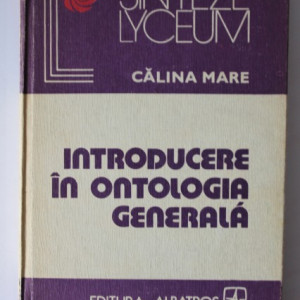 SINTEZE
LYCEUM
CĂLINA MARE
INTRODUCERE
ÎN ONTOLOGIA
GENERALĂ
EDITURA ALBATROS